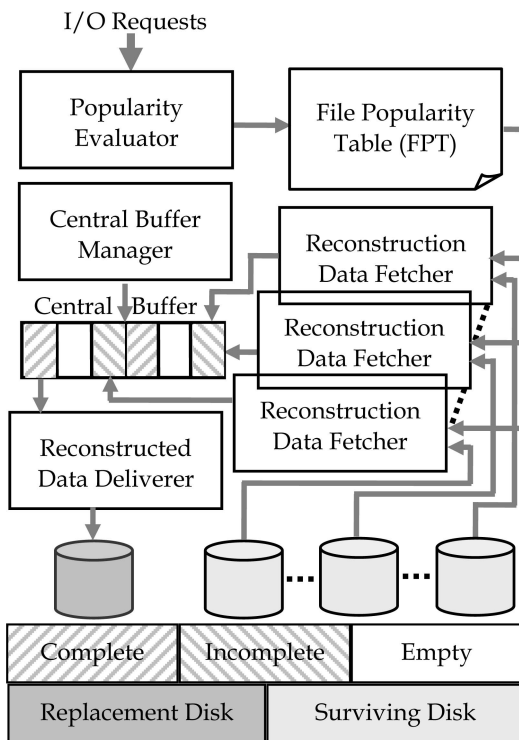 I/O Requests
Popularity
Evaluator
File Popularity
Table (FPT)
Central Buffer
Manager
Reconstruction
Data Fetcher
Central Buffer
Reconstruction
Data Fetcher
Reconstruction
Data Fetcher
Reconstructed
Data Deliverer
Complete
Incomplete
Empty
Replacement Disk
Surviving Disk